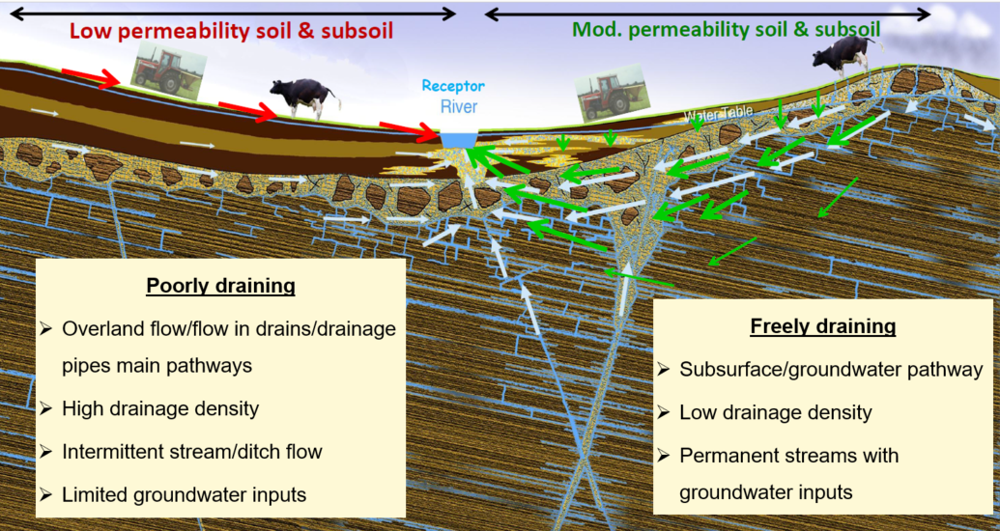 Low permeability soil & subsoil
Mod. permeability soil & subsoil
Receptor
River
Water Table
Poorly draining
➢ Overland flow/flow in drains/drainage
pipes main pathways
➢ High drainage density
➢ Intermittent stream/ditch flow
➢ Limited groundwater inputs
Freely draining
➢ Subsurface/groundwater pathway
➢ Low drainage density
➢ Permanent streams with
groundwater inputs